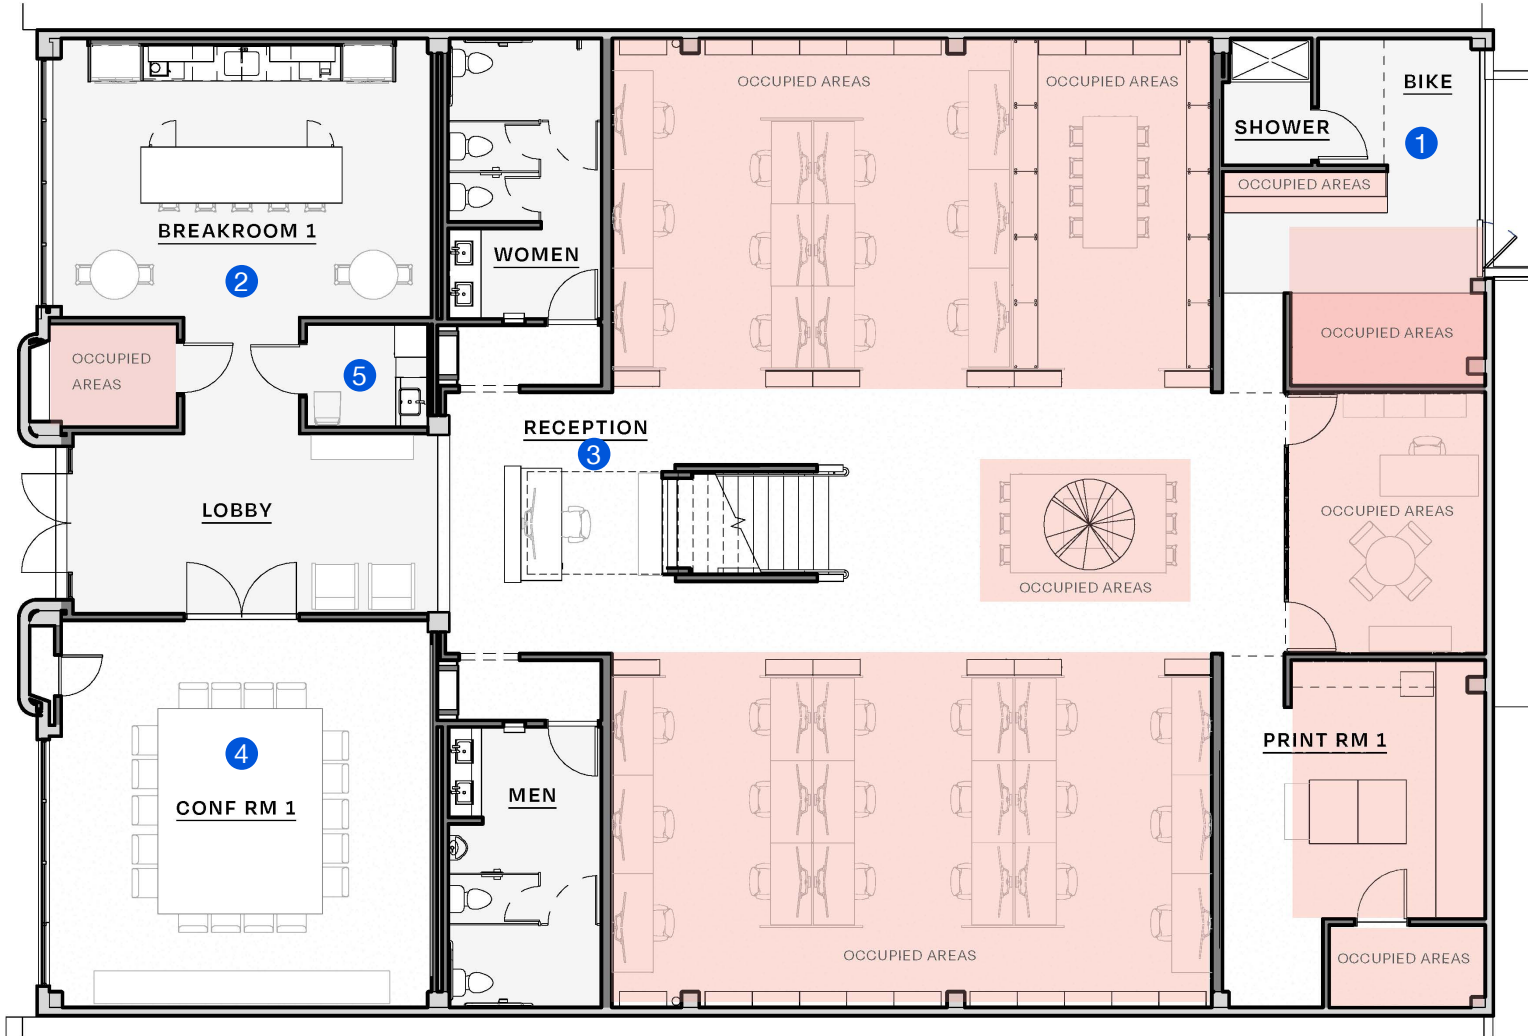 OCCUPIED AREAS
OCCUPIED AREAS
BIKE
1
SHOWER
OCCUPIED AREAS
BREAKROOM 1
2
WOMEN
OCCUPIED
AREAS
5
OCCUPIED AREAS
RECEPTION
3
LOBBY
OCCUPIED AREAS
OCCUPIED AREAS
4
CONF RM 1
MEN
PRINT RM 1
OCCUPIED AREAS
OCCUPIED AREAS